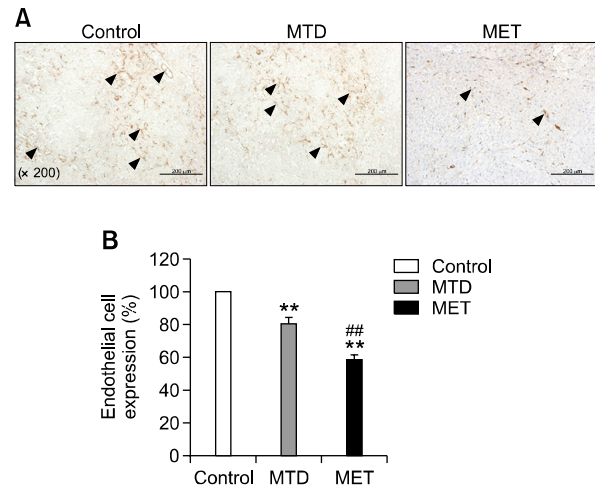 A
Control MTD MET
(× 200)
200 µm 200 µm 200 µm
B
Endothelial cell
expression (%)
120
100
80
60
40
20
0
**
##
**
Control MTD MET
Control
MTD
MET